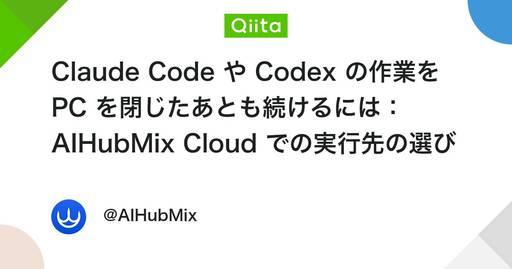 Qiita
Claude Code や Codex の作業を
PC を閉じたあとも続けるには：
AIHubMix Cloud での実行先の選び
@AIHubMix